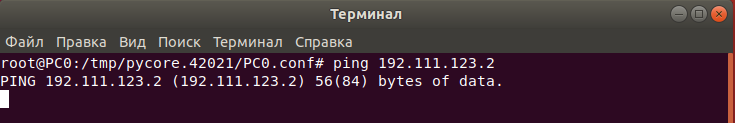 Терминал
Файл Правка Вид Поиск Терминал Справка
root@PC0:/tmp/pycore.42021/PC0.conf# ping 192.111.123.2
PING 192.111.123.2 (192.111.123.2) 56(84) bytes of data.